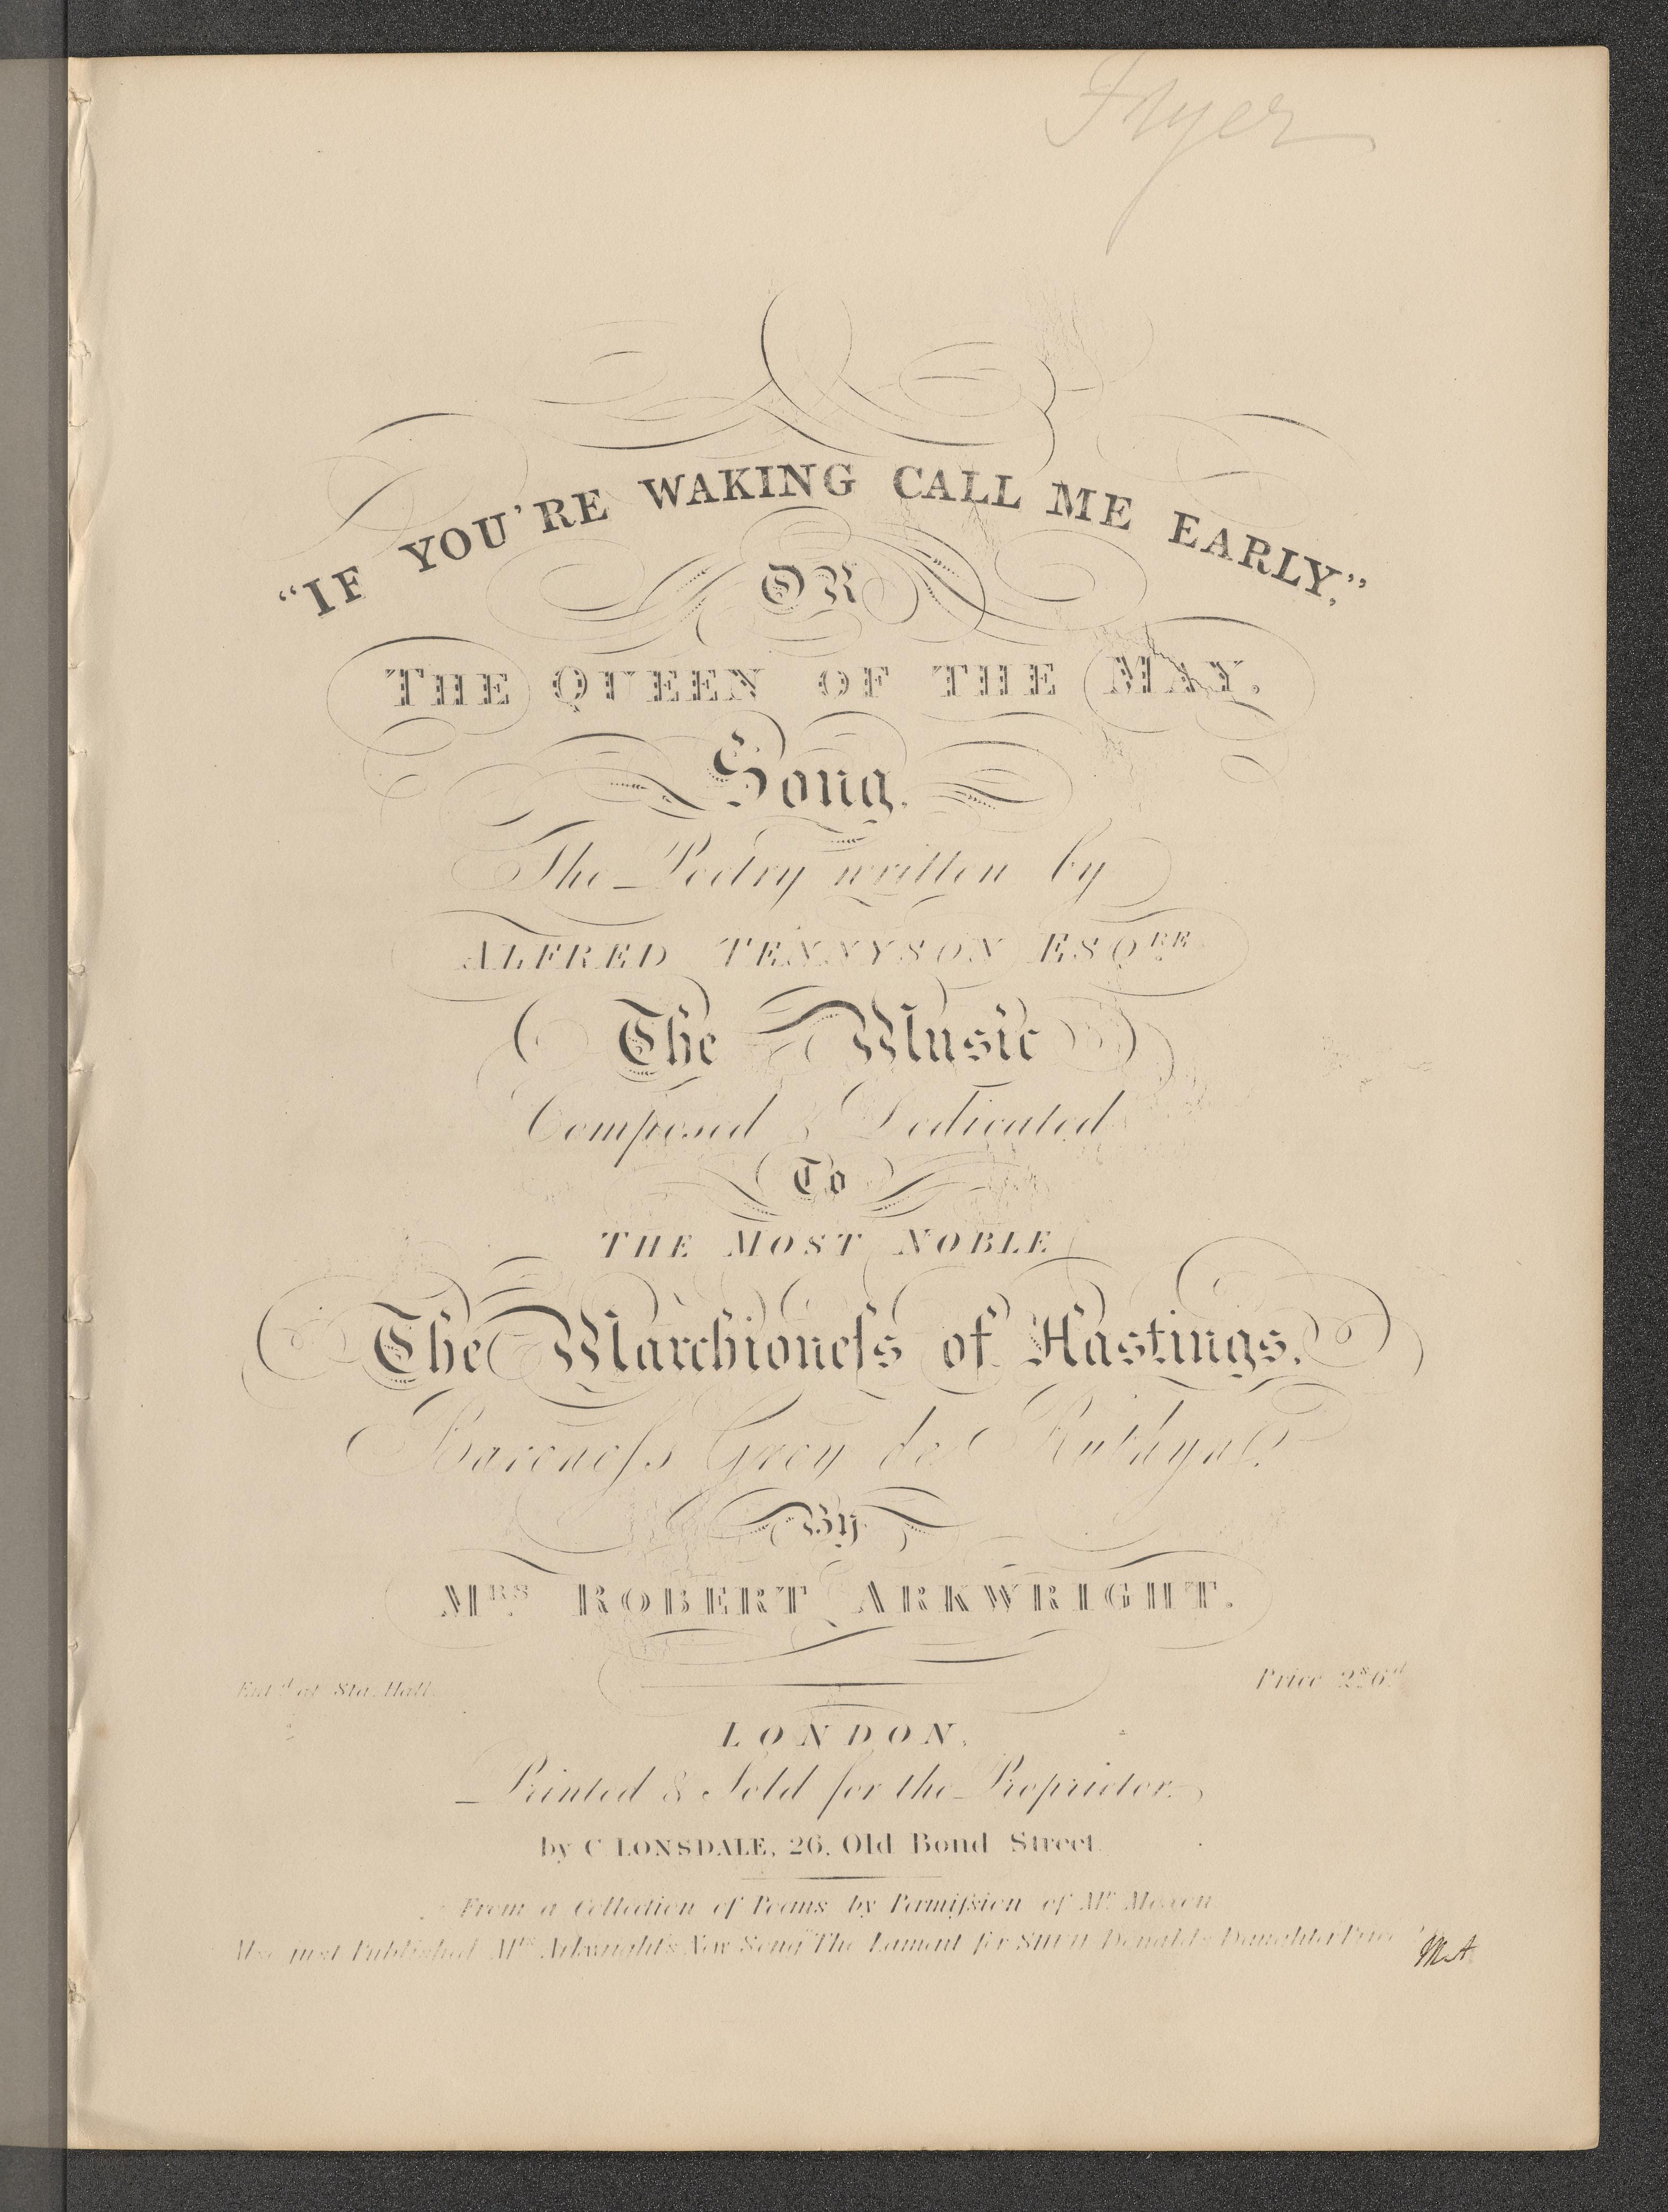 Fryer
“IF YOU'RE WAKING CALL ME EARLY,”
OR
THE QUEEN OF THE MAY.
Song.
The Poetry written by
ALFRED TENNYSON ESQRE
The Music
Composed & Dedicated
To
THE MOST NOBLE
The Marchioneſs of Hastings,
Baroneſs Grey de Ruthyn.
By
MRS ROBERT ARKWRIGHT.
Entd at Sta. Hall.
Price 2s 6d
LONDON,
Printed & Sold for the Proprietor.
by C LONSDALE, 26, Old Bond Street.
From a Collection of Poems by Permiſsion of Mr Moxon
Also just Published Mrs Arkwright's New Song "The Lament for Donald's Daughter